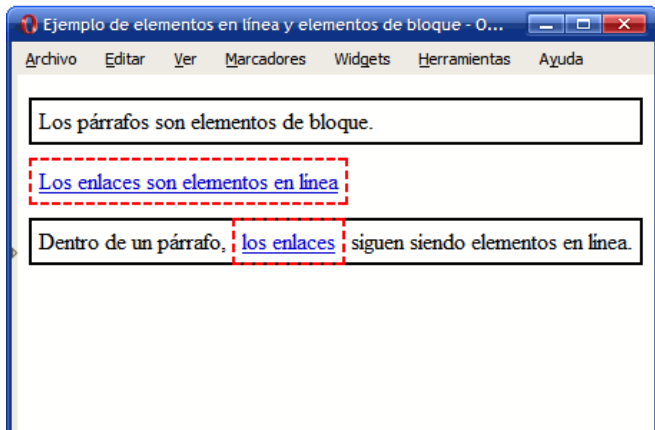 Ejemplo de elementos en línea y elementos de bloque - O...
Archivo Editar Ver Marcadores Widgets Herramientas Ayuda
Los párrafos son elementos de bloque.
Los enlaces son elementos en línea
Dentro de un párrafo, los enlaces siguen siendo elementos en línea.